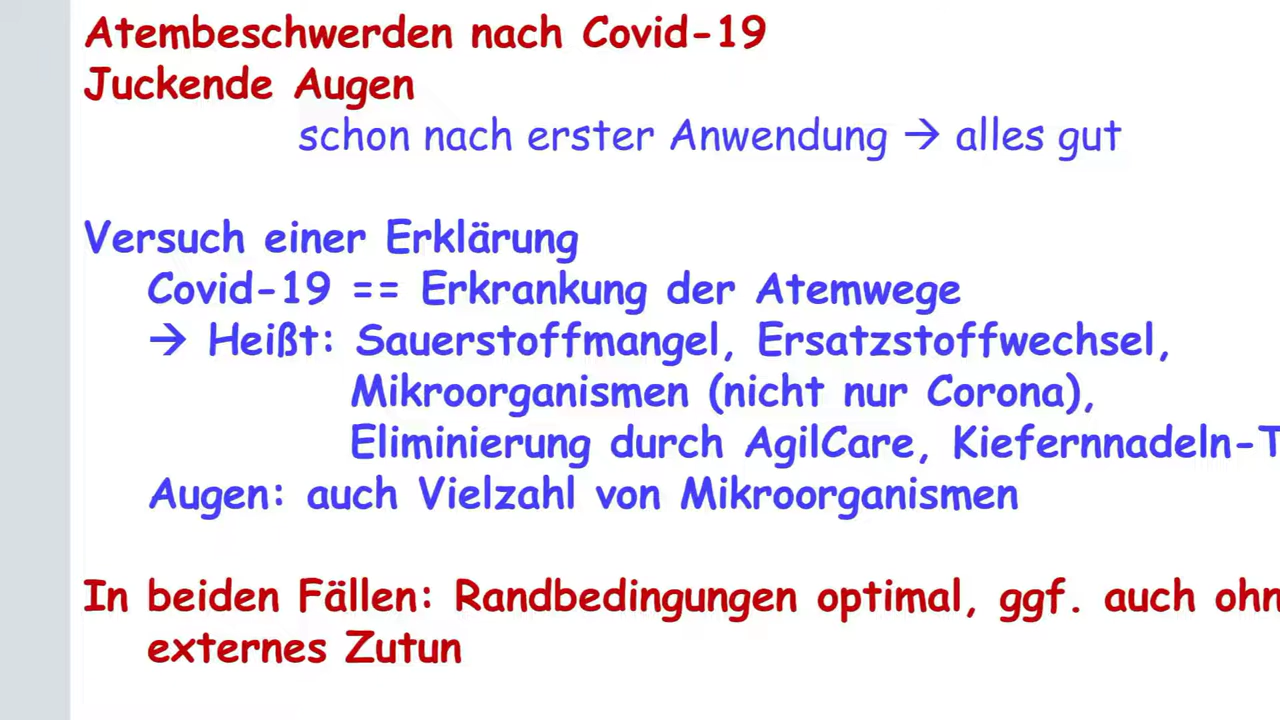 Atembeschwerden nach Covid-19
Juckende Augen
schon nach erster Anwendung → alles gut
Versuch einer Erklärung
Covid-19 == Erkrankung der Atemwege
→ Heißt: Sauerstoffmangel, Ersatzstoffwechsel,
Mikroorganismen (nicht nur Corona),
Eliminierung durch AgilCare, Kiefernnadeln-T
Augen: auch Vielzahl von Mikroorganismen
In beiden Fällen: Randbedingungen optimal, ggf. auch ohn
externes Zutun